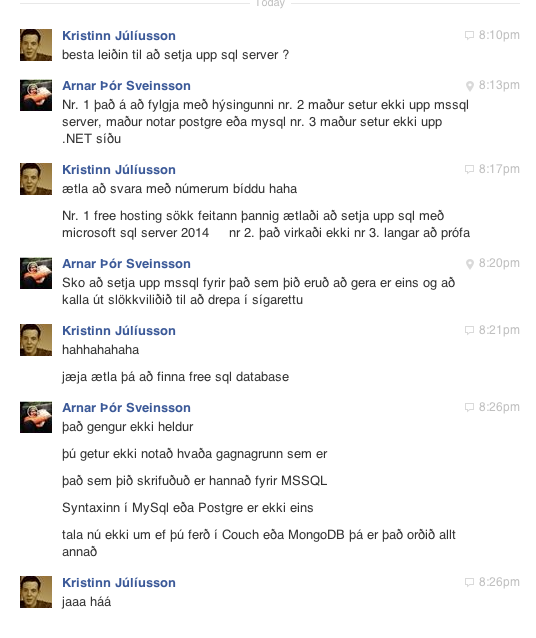 Today
Kristinn Júlíusson 8:10pm
besta leiðin til að setja upp sql server ?
Arnar Þór Sveinsson 8:13pm
Nr. 1 það á að fylgja með hýsingunni nr. 2 maður setur ekki upp mssql
server, maður notar postgre eða mysql nr. 3 maður setur ekki upp
.NET síðu
Kristinn Júlíusson 8:17pm
ætla að svara með númerum bíddu haha
Nr. 1 free hosting sökk feitann þannig ætlaði að setja upp sql með
microsoft sql server 2014 nr 2. það virkaði ekki nr 3. langar að prófa
Arnar Þór Sveinsson 8:20pm
Sko að setja upp mssql fyrir það sem þið eruð að gera er eins og að
kalla út slökkviliðið til að drepa í sígarettu
Kristinn Júlíusson 8:21pm
hahhahahaha
jæja ætla þá að finna free sql database
Arnar Þór Sveinsson 8:26pm
það gengur ekki heldur
þú getur ekki notað hvaða gagnagrunn sem er
það sem þið skrifuðuð er hannað fyrir MSSQL
Syntaxinn í MySql eða Postgre er ekki eins
tala nú ekki um ef þú ferð í Couch eða MongoDB þá er það orðið allt
annað
Kristinn Júlíusson 8:26pm
jaaa háá